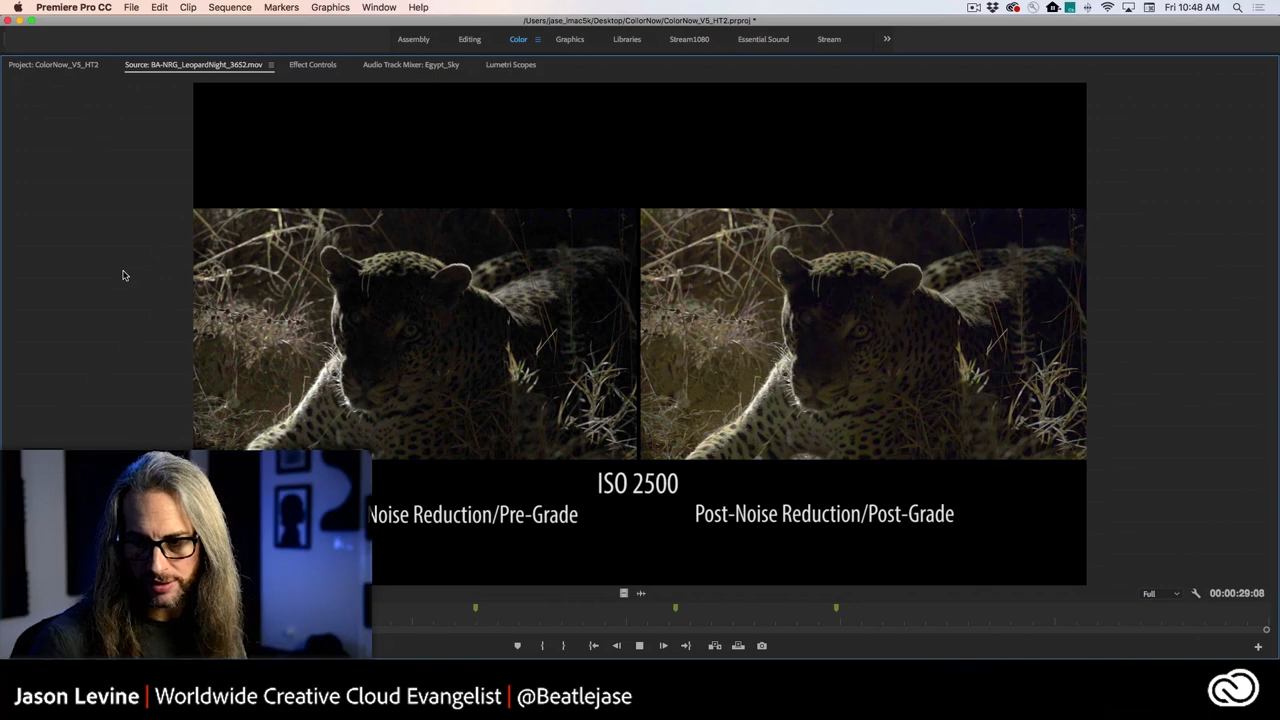 Premiere Pro CC File Edit Clip Sequence Markers Graphics Window Help Fri 10:48 AM
/Users/jase_imac5k/Desktop/CollorNow/ColorNow_V5_HT2.prproj *
Assembly Editing Color Graphics Libraries Stream1080 Essential Sound Stream
Project: ColorNow_V5_HT2 Source: BA-NRG_LeopardNight_3652.mov Effect Controls Audio Track Mixer: Egypt_Sky Lumetri Scopes
ISO 2500
Noise Reduction/Pre-Grade Post-Noise Reduction/Post-Grade
Full 00:00:29:08
Jason Levine | Worldwide Creative Cloud Evangelist | @Beatlejase